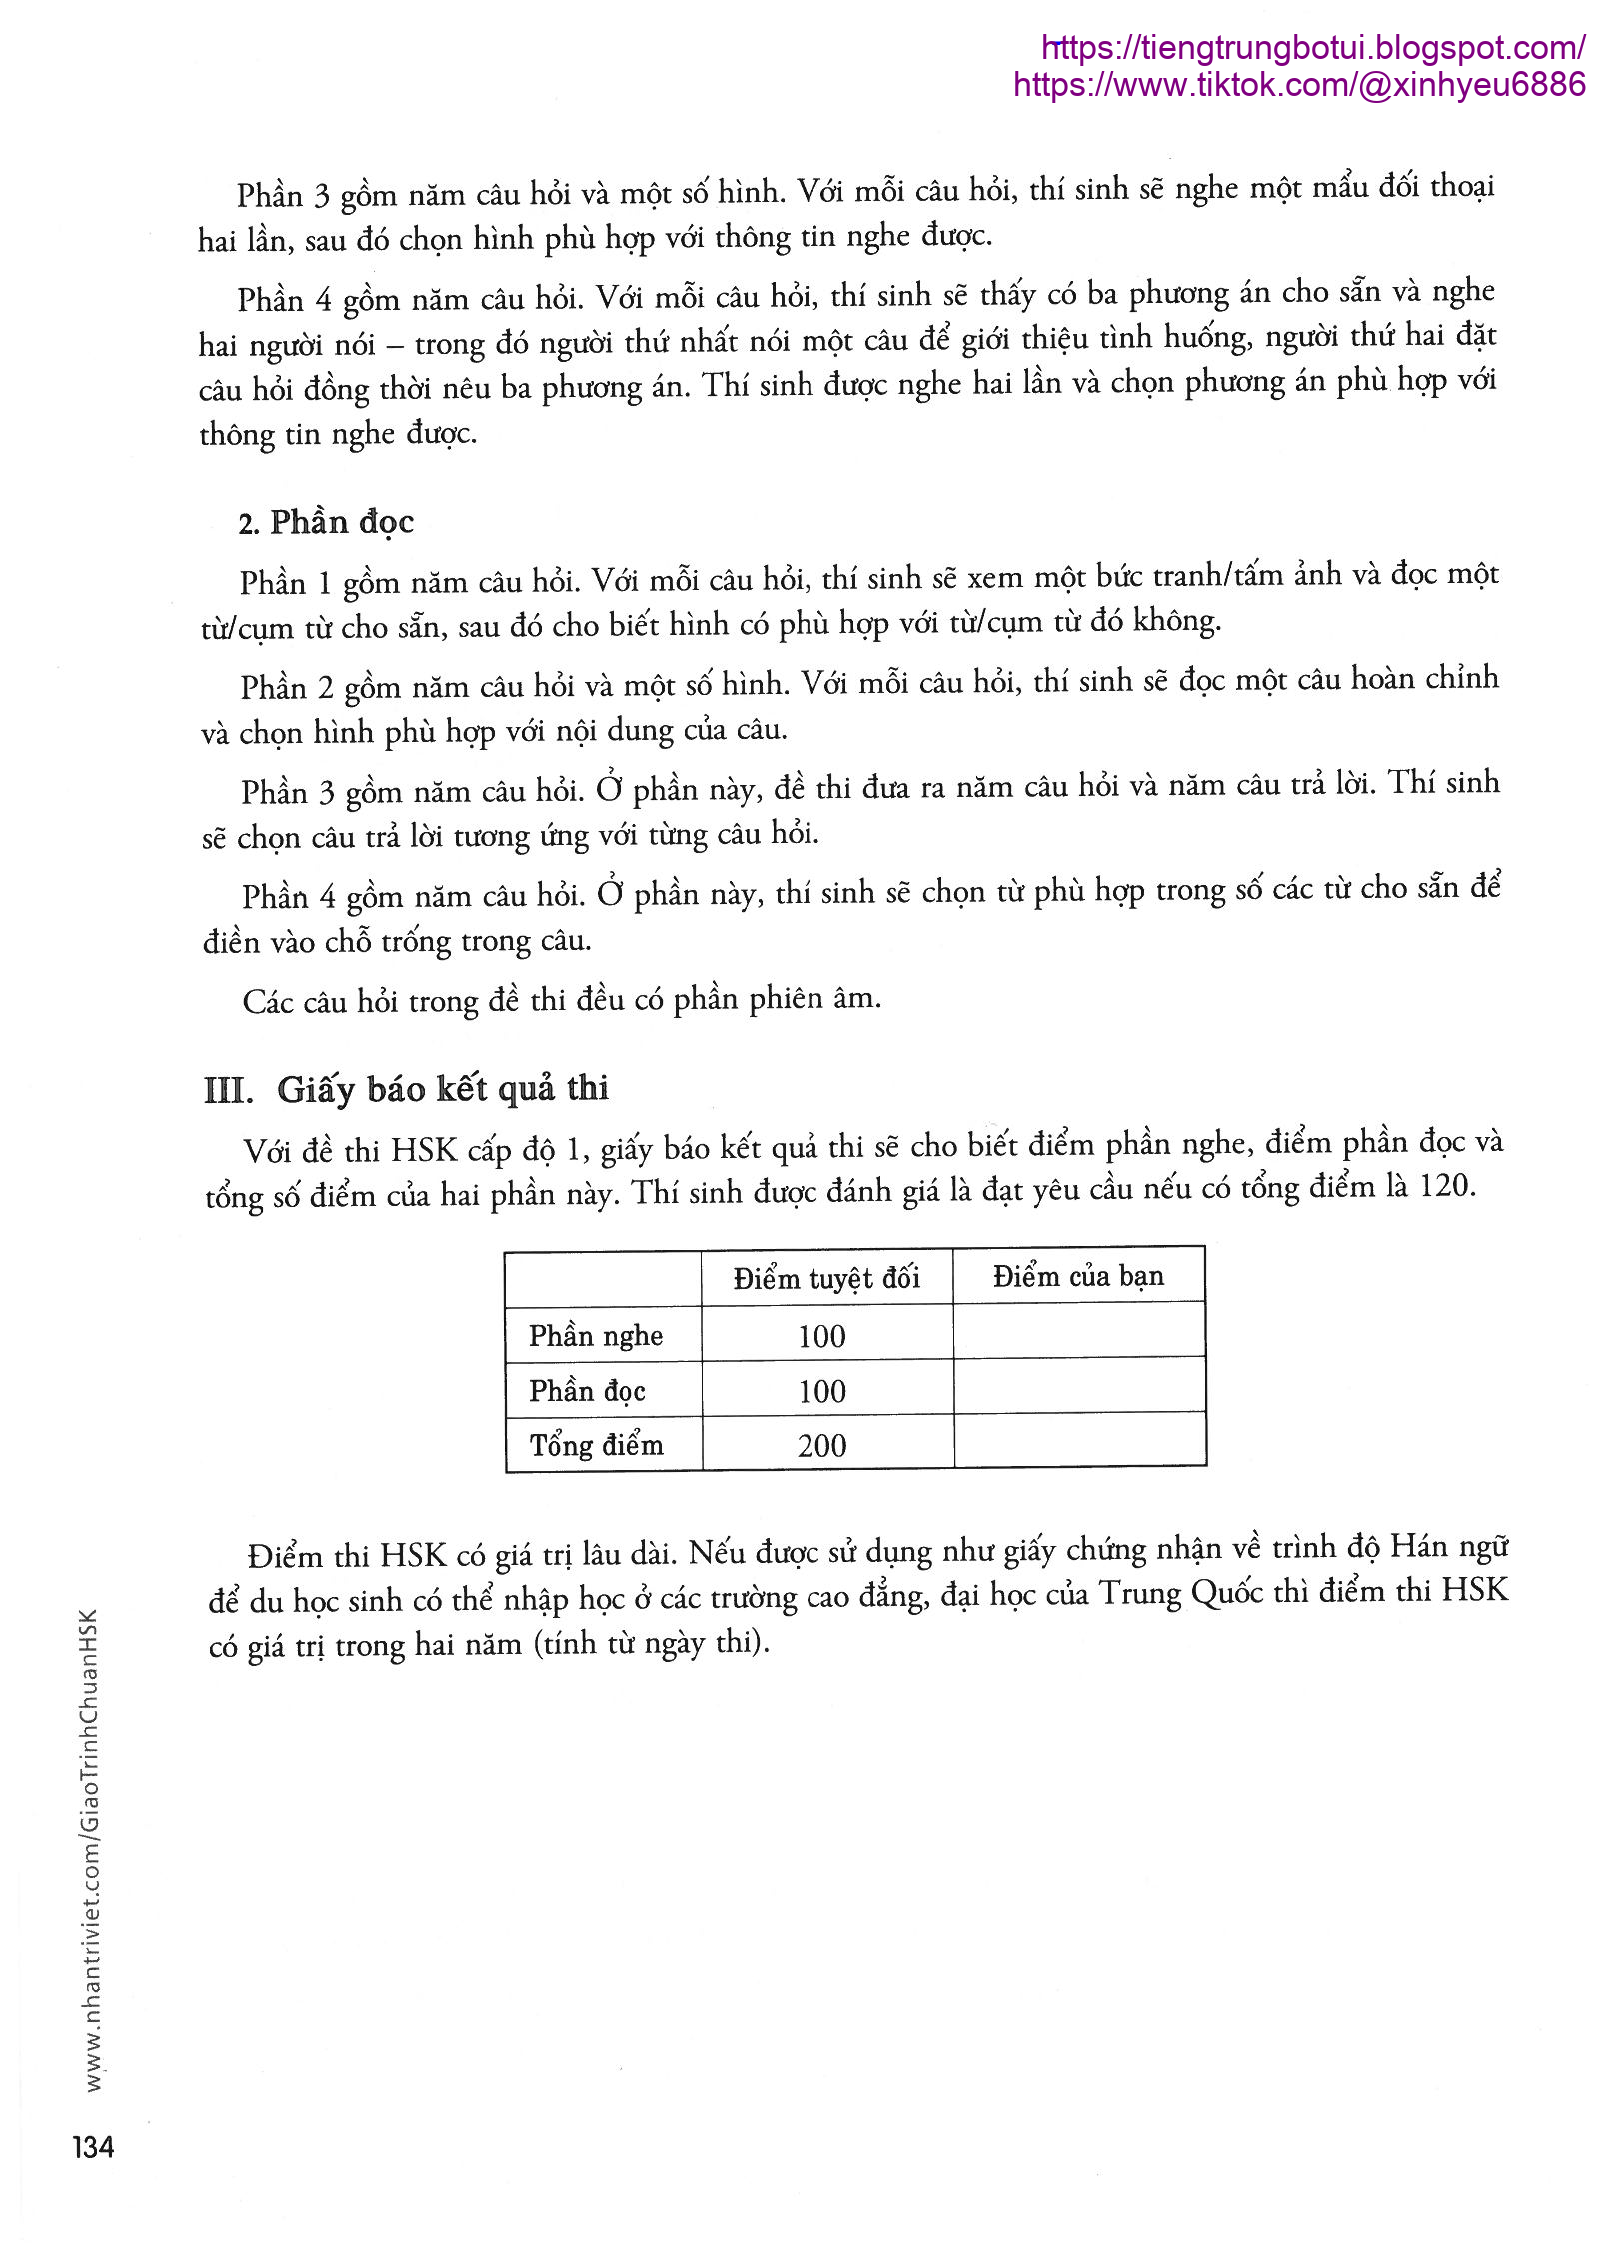 https://tiengtrungbotui.blogspot.com/
https://www.tiktok.com/@xinhyeu6886
Phần 3 gồm năm câu hỏi và một số hình. Với mỗi câu hỏi, thí sinh sẽ nghe một mẩu đối thoại
hai lần, sau đó chọn hình phù hợp với thông tin nghe được.
Phần 4 gồm năm câu hỏi. Với mỗi câu hỏi, thí sinh sẽ thấy có ba phương án cho sẵn và nghe
hai người nói – trong đó người thứ nhất nói một câu để giới thiệu tình huống, người thứ hai đặt
câu hỏi đồng thời nêu ba phương án. Thí sinh được nghe hai lần và chọn phương án phù hợp với
thông tin nghe được.
2. Phần đọc
Phần 1 gồm năm câu hỏi. Với mỗi câu hỏi, thí sinh sẽ xem một bức tranh/tấm ảnh và đọc một
từ/cụm từ cho sẵn, sau đó cho biết hình có phù hợp với từ/cụm từ đó không.
Phần 2 gồm năm câu hỏi và một số hình. Với mỗi câu hỏi, thí sinh sẽ đọc một câu hoàn chỉnh
và chọn hình phù hợp với nội dung của câu.
Phần 3 gồm năm câu hỏi. Ở phần này, đề thi đưa ra năm câu hỏi và năm câu trả lời. Thí sinh
sẽ chọn câu trả lời tương ứng với từng câu hỏi.
Phần 4 gồm năm câu hỏi. Ở phần này, thí sinh sẽ chọn từ phù hợp trong số các từ cho sẵn để
điền vào chỗ trống trong câu.
Các câu hỏi trong đề thi đều có phần phiên âm.
III. Giấy báo kết quả thi
Với đề thi HSK cấp độ 1, giấy báo kết quả thi sẽ cho biết điểm phần nghe, điểm phần đọc và
tổng số điểm của hai phần này. Thí sinh được đánh giá là đạt yêu cầu nếu có tổng điểm là 120.
Điểm tuyệt đối Điểm của bạn
Phần nghe 100
Phần đọc 100
Tổng điểm 200
Điểm thi HSK có giá trị lâu dài. Nếu được sử dụng như giấy chứng nhận về trình độ Hán ngữ
để du học sinh có thể nhập học ở các trường cao đẳng, đại học của Trung Quốc thì điểm thi HSK
có giá trị trong hai năm (tính từ ngày thi).
www.nhantriviet.com/GiaoTrinhChuanHSK
134